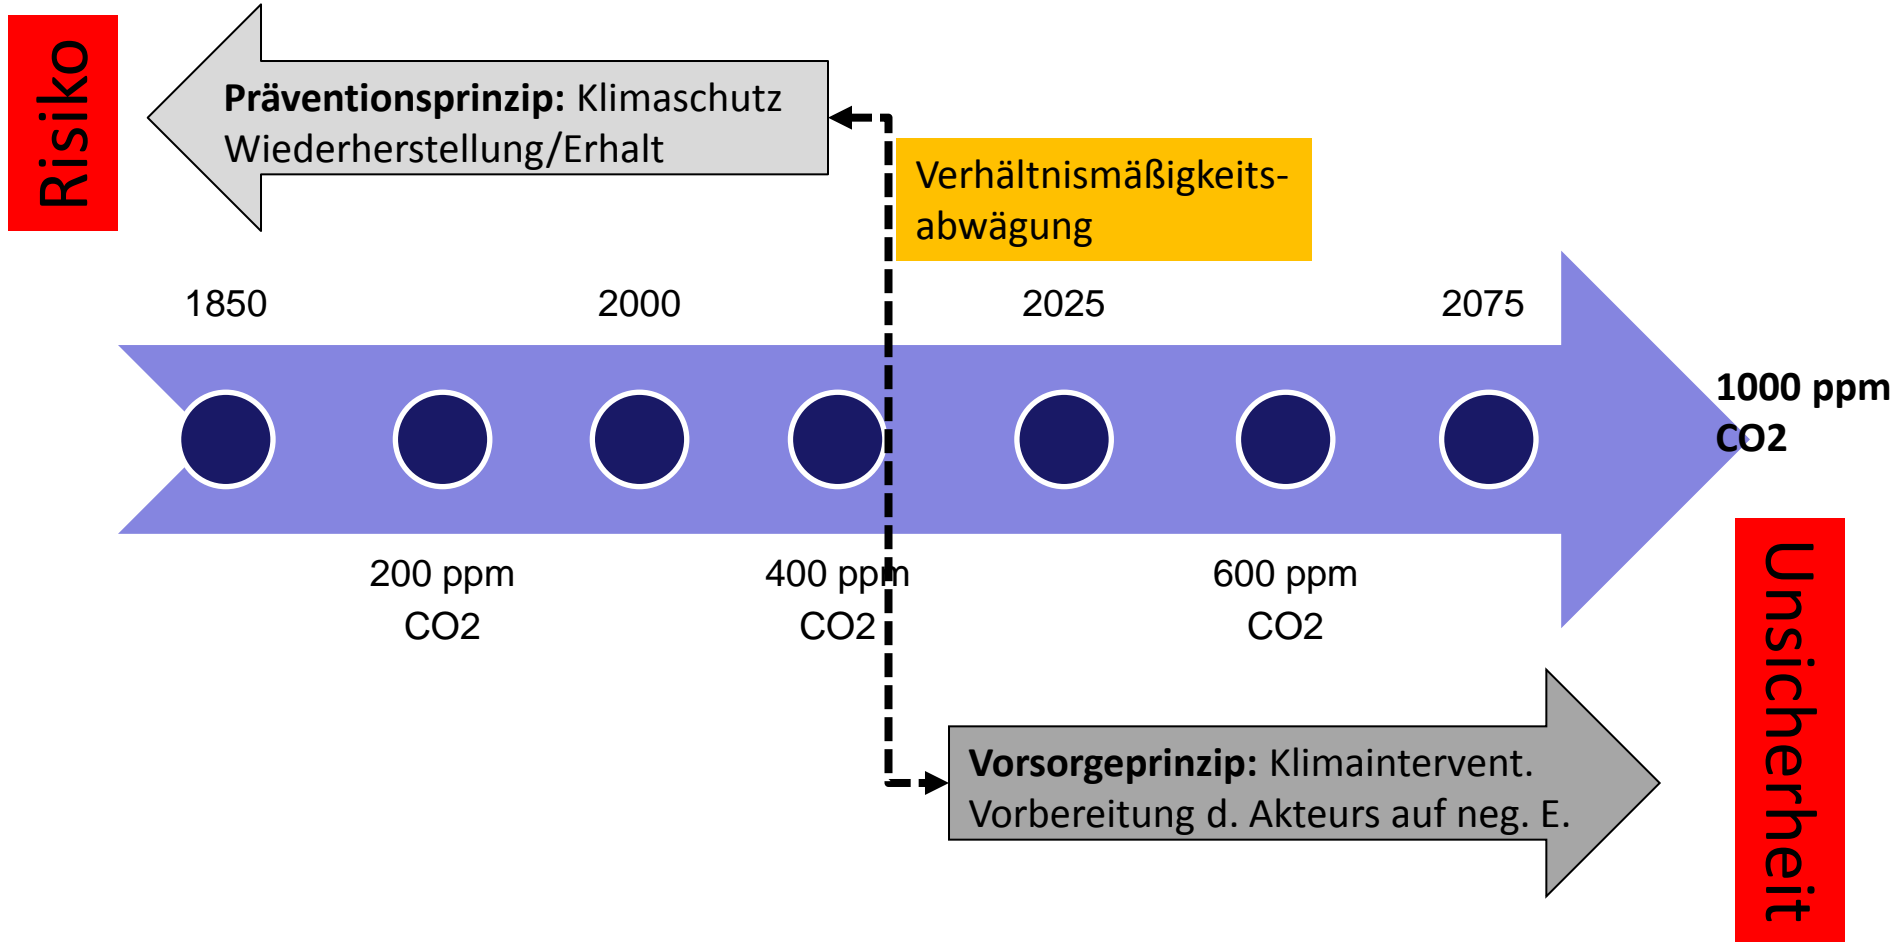 Risiko
Präventionsprinzip: Klimaschutz
Wiederherstellung/Erhalt
Verhältnismäßigkeits-
abwägung
1850
2000
2025
2075
1000 ppm
CO2
200 ppm
CO2
400 ppm
CO2
600 ppm
CO2
Vorsorgeprinzip: Klimaintervent.
Vorbereitung d. Akteurs auf neg. E.
Unsicherheit